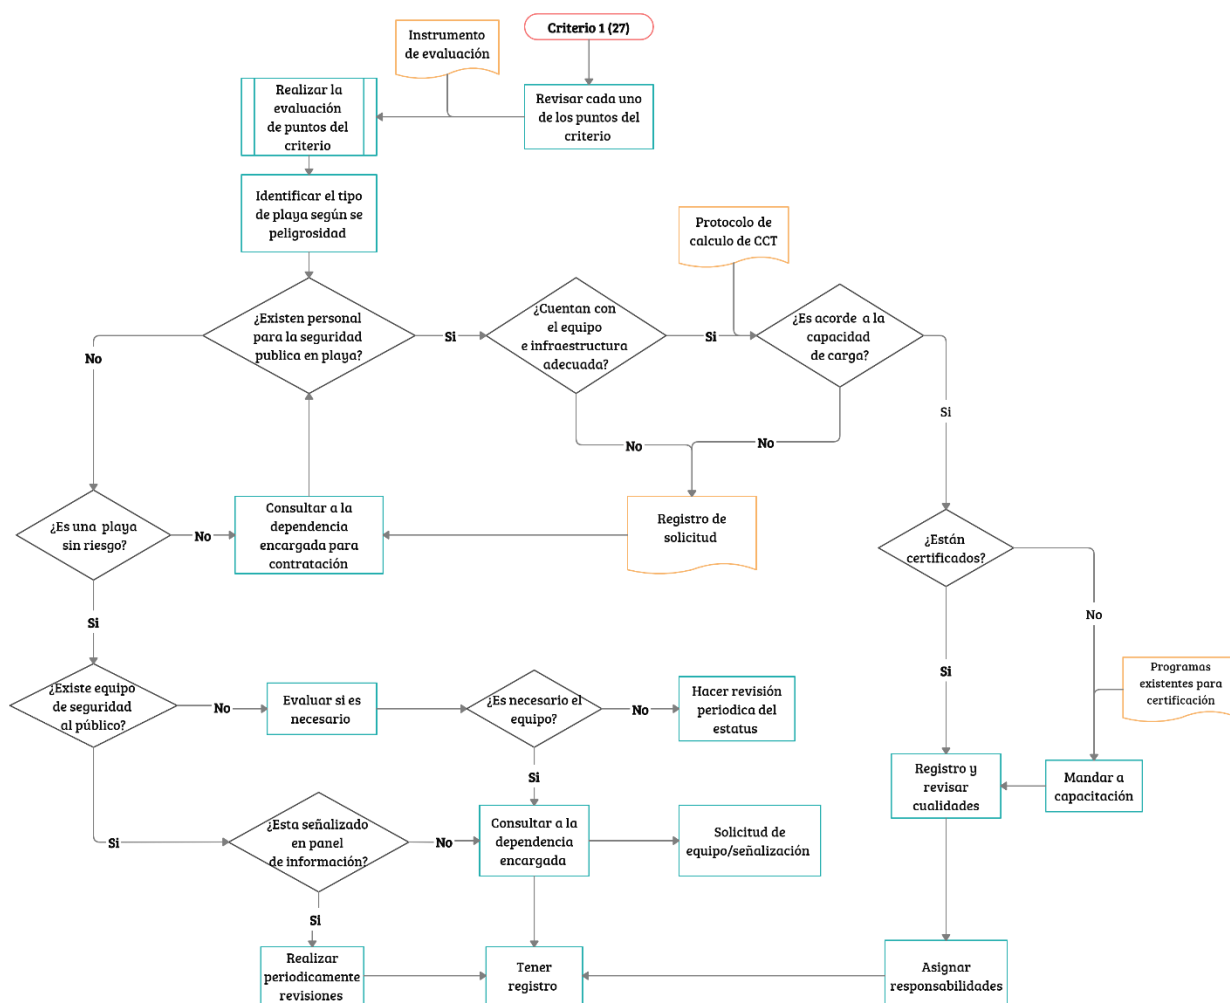 Criterio 1 (27)
Instrumento
de evaluación
Revisar cada uno
de los puntos del
criterio
Realizar la
evaluación
de puntos del
criterio
Identificar el tipo
de playa según se
peligrosidad
Protocolo de
calculo de CCT
¿Existen personal
para la seguridad
publica en playa?
Si
¿Cuentan con
el equipo
e infraestructura
adecuada?
Si
¿Es acorde a la
capacidad
de carga?
No
Si
No
No
¿Es una playa
sin riesgo?
No
Consultar a la
dependencia
encargada para
contratación
Registro de
solicitud
¿Están
certificados?
No
Si
Si
Programas
existentes para
certificación
¿Existe equipo
de seguridad
al público?
No
Evaluar si es
necesario
¿Es necesario el
equipo?
No
Hacer revisión
periodica del
estatus
Si
Registro y
revisar
cualidades
Mandar a
capacitación
Si
¿Esta señalizado
en panel
de información?
No
Consultar a la
dependencia
encargada
Solicitud de
equipo/señalización
Si
Realizar
periodicamente
revisiones
Tener
registro
Asignar
responsabilidades